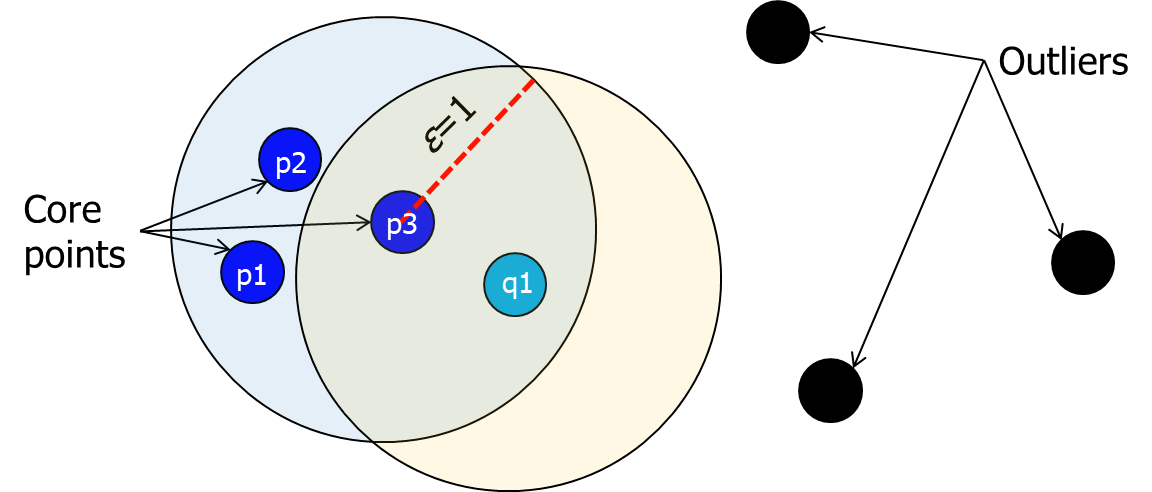 Outliers
ε=1
p2
Core
points
p3
p1
q1